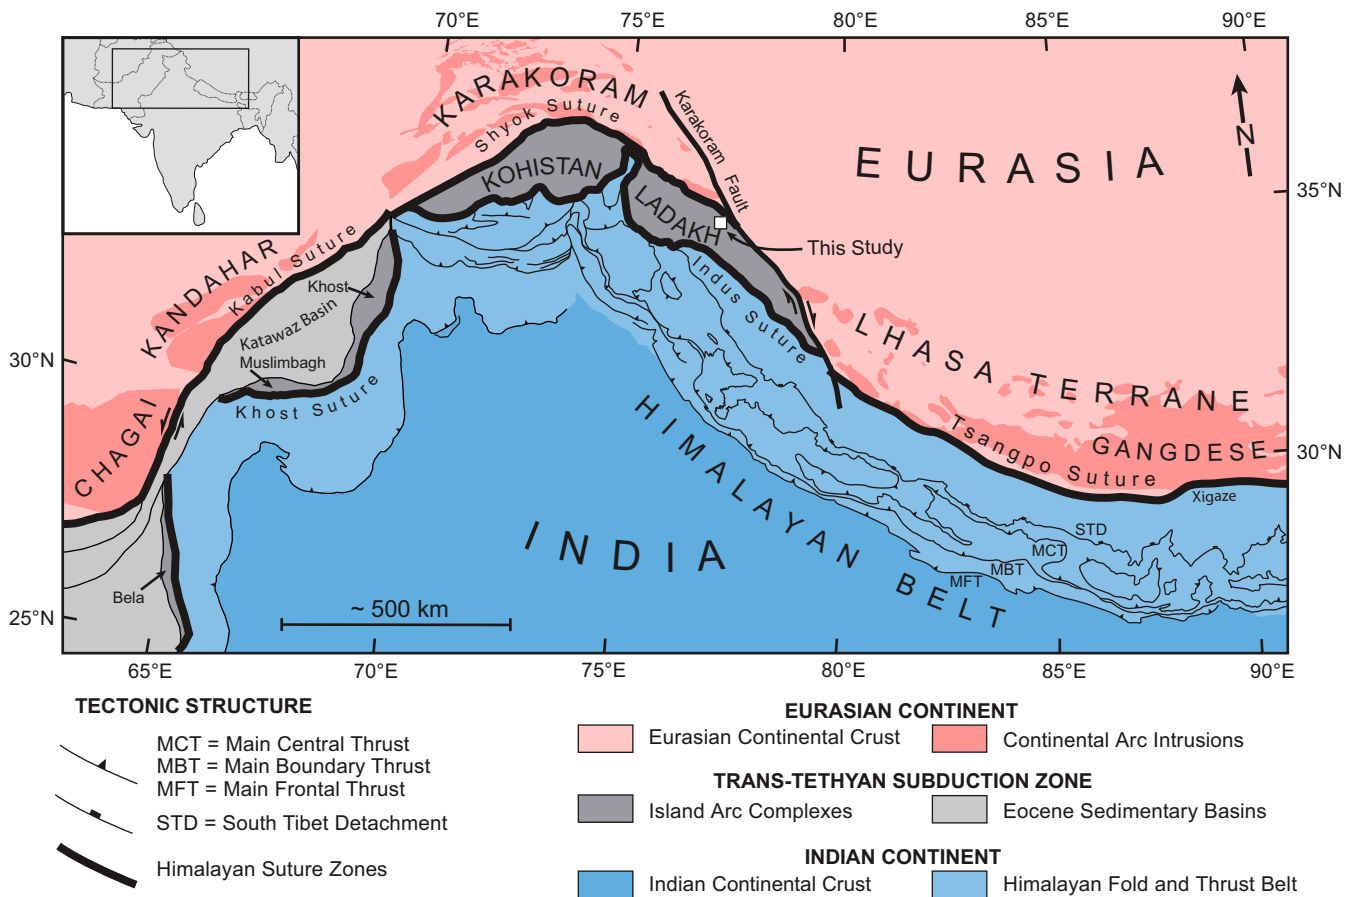 70°E
75°E
80°E
85°E
90°E
KARAKORAM
Shyok Suture
Karakoram Fault
EURASIA
N
35°N
KOHISTAN
LADAKH
This Study
KANDAHAR
Kabul Suture
Khost
Katawaz Basin
Muslimbagh
Khost Suture
Indus Suture
30°N
LHASA TERRANE
GANGDESE
30°N
Tsangpo Suture
Xigaze
CHAGAI
HIMALAYAN BELT
INDIA
STD
MCT
MBT
MFT
Bela
~ 500 km
25°N
65°E
70°E
75°E
80°E
85°E
90°E
TECTONIC STRUCTURE
MCT = Main Central Thrust
MBT = Main Boundary Thrust
MFT = Main Frontal Thrust
STD = South Tibet Detachment
Himalayan Suture Zones
EURASIAN CONTINENT
Eurasian Continental Crust
Continental Arc Intrusions
TRANS-TETHYAN SUBDUCTION ZONE
Island Arc Complexes
Eocene Sedimentary Basins
INDIAN CONTINENT
Indian Continental Crust
Himalayan Fold and Thrust Belt